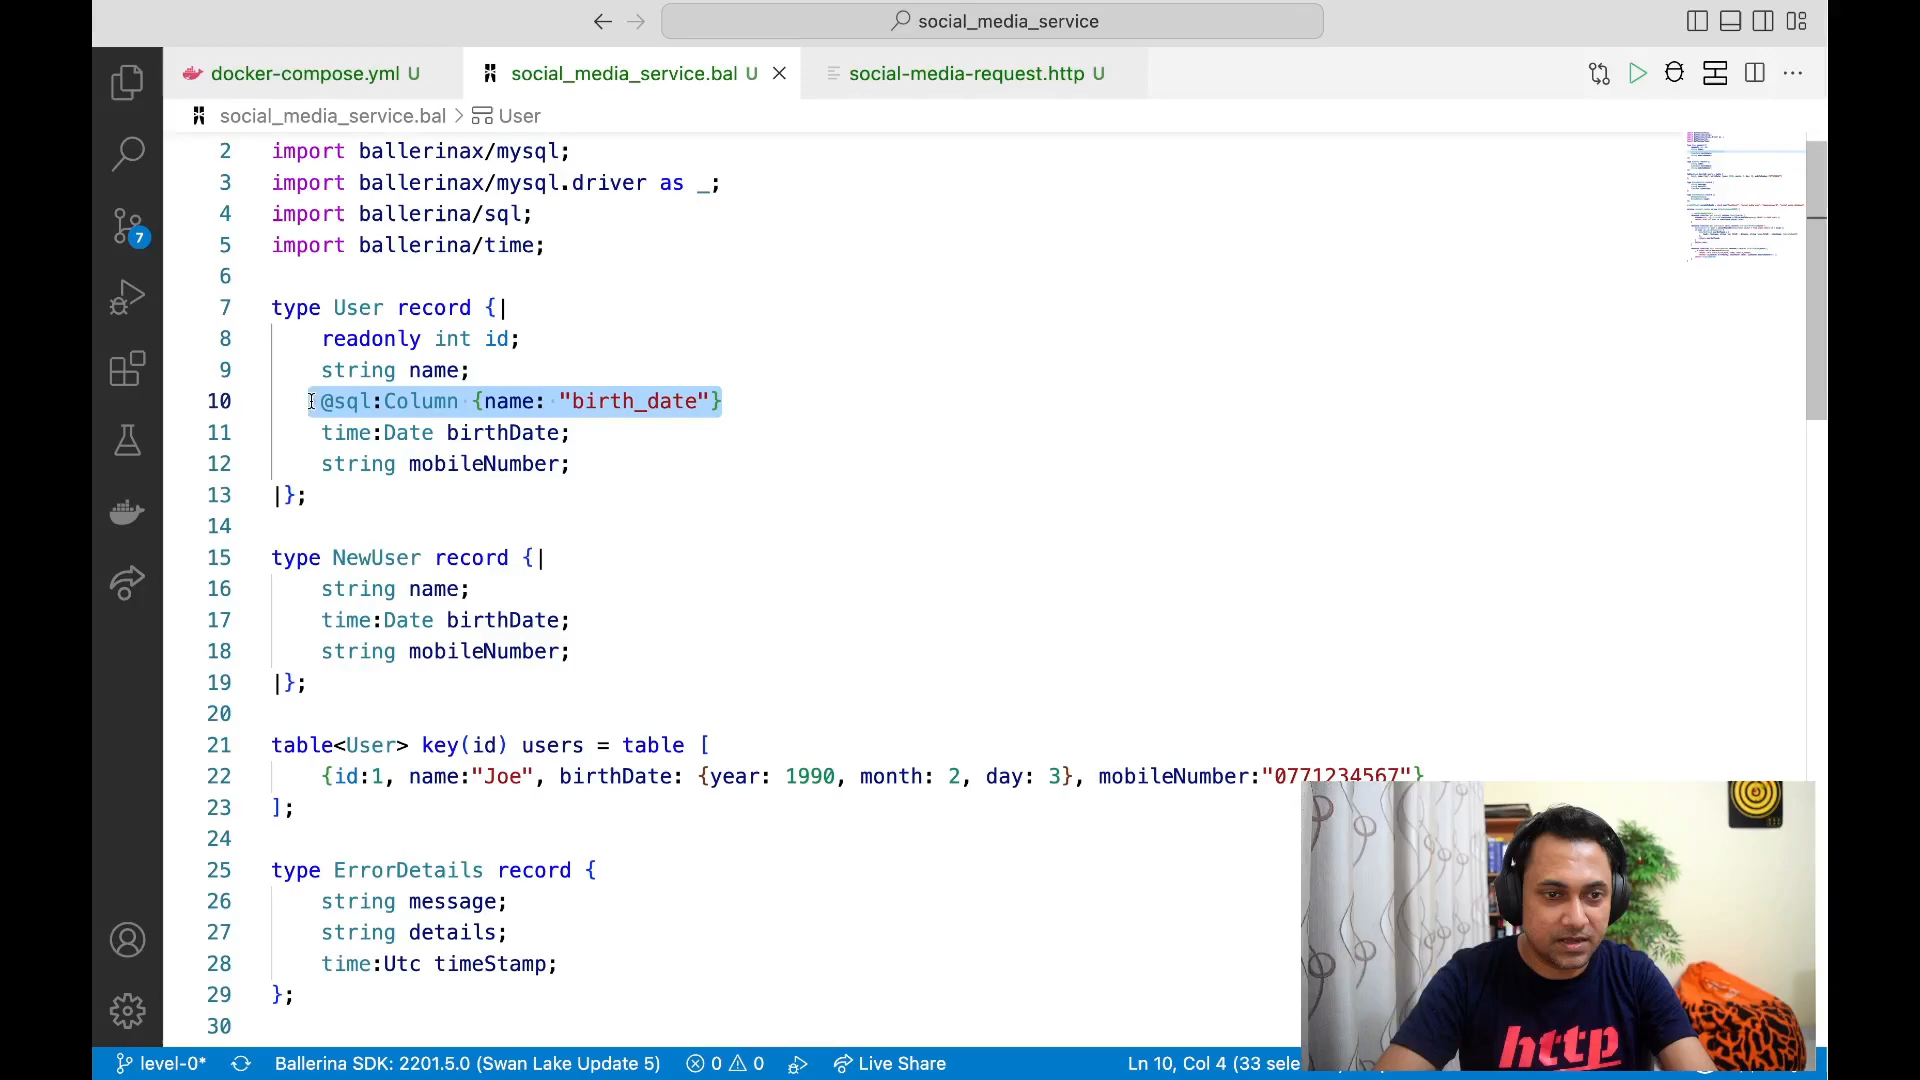 social_media_service
docker-compose.yml U
social_media_service.bal U
social-media-request.http U
social_media_service.bal > User
2 import ballerinax/mysql;
3 import ballerinax/mysql.driver as _;
4 import ballerina/sql;
5 import ballerina/time;
6
7 type User record {|
8 readonly int id;
9 string name;
10 @sql:Column {name: "birth_date"}
11 time:Date birthDate;
12 string mobileNumber;
13 |};
14
15 type NewUser record {|
16 string name;
17 time:Date birthDate;
18 string mobileNumber;
19 |};
20
21 table<User> key(id) users = table [
22 {id:1, name:"Joe", birthDate: {year: 1990, month: 2, day: 3}, mobileNumber:"0771234567"}
23 ];
24
25 type ErrorDetails record {
26 string message;
27 string details;
28 time:Utc timeStamp;
29 };
30
7
http
level-0*
Ballerina SDK: 2201.5.0 (Swan Lake Update 5)
0
0
Live Share
Ln 10, Col 4 (33 sele